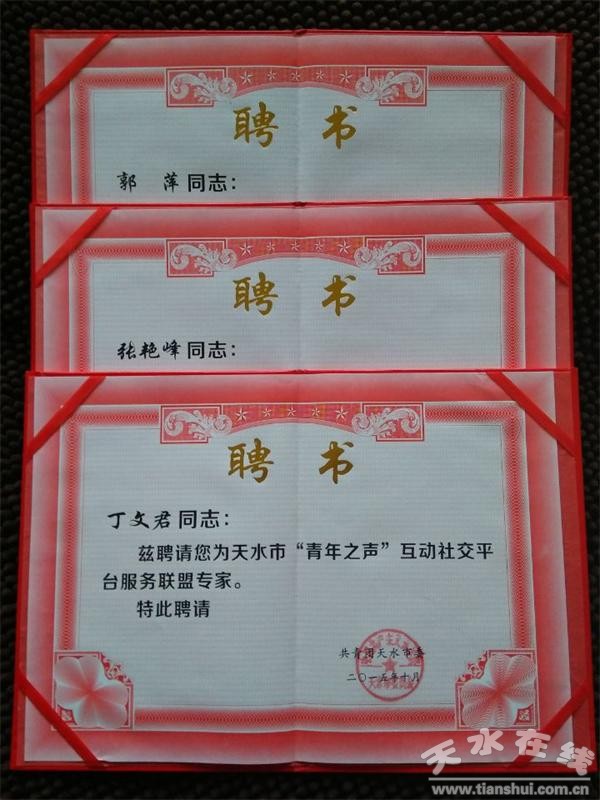 聘 书
郭 萍 同志：
聘 书
张艳峰 同志：
聘 书
丁文君 同志：
兹聘请您为天水市“青年之声”互动社交平
台服务联盟专家。
特此聘请
共青团天水市委
二〇一五年十月
天水在线
www.tianshui.com.cn